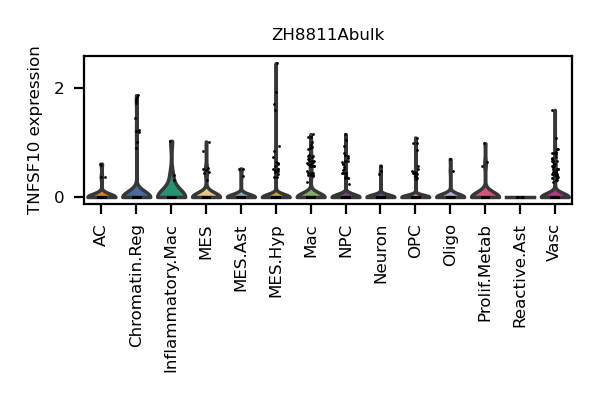 ZH8811Abulk
TNFSF10 expression
2
0
AC
Chromatin.Reg
Inflammatory.Mac
MES
MES.Ast
MES.Hyp
Mac
NPC
Neuron
OPC
Oligo
Prolif.Metab
Reactive.Ast
Vasc